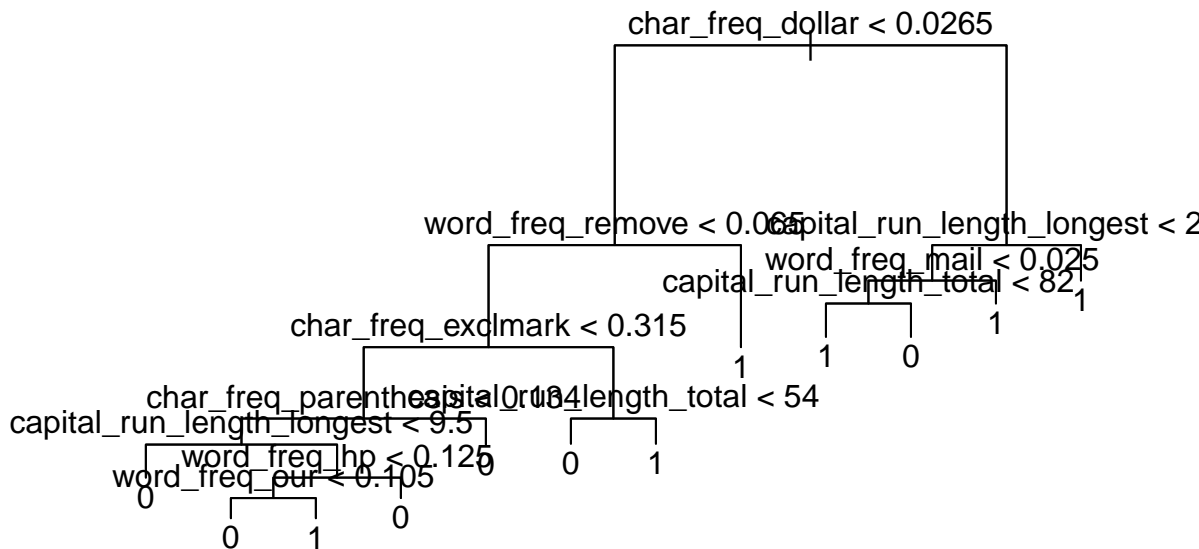 char_freq_dollar < 0.0265
word_freq_remove < 0.065
capital_run_length_longest < 2
word_freq_mail < 0.025
capital_run_length_total < 82
1
char_freq_exclmark < 0.315
1
1
0
1
char_freq_parenthesis < 0.134
capital_run_length_total < 54
capital_run_length_longest < 9.5
word_freq_hp < 0.125
0
0
1
word_freq_our < 0.105
0
0
0
1